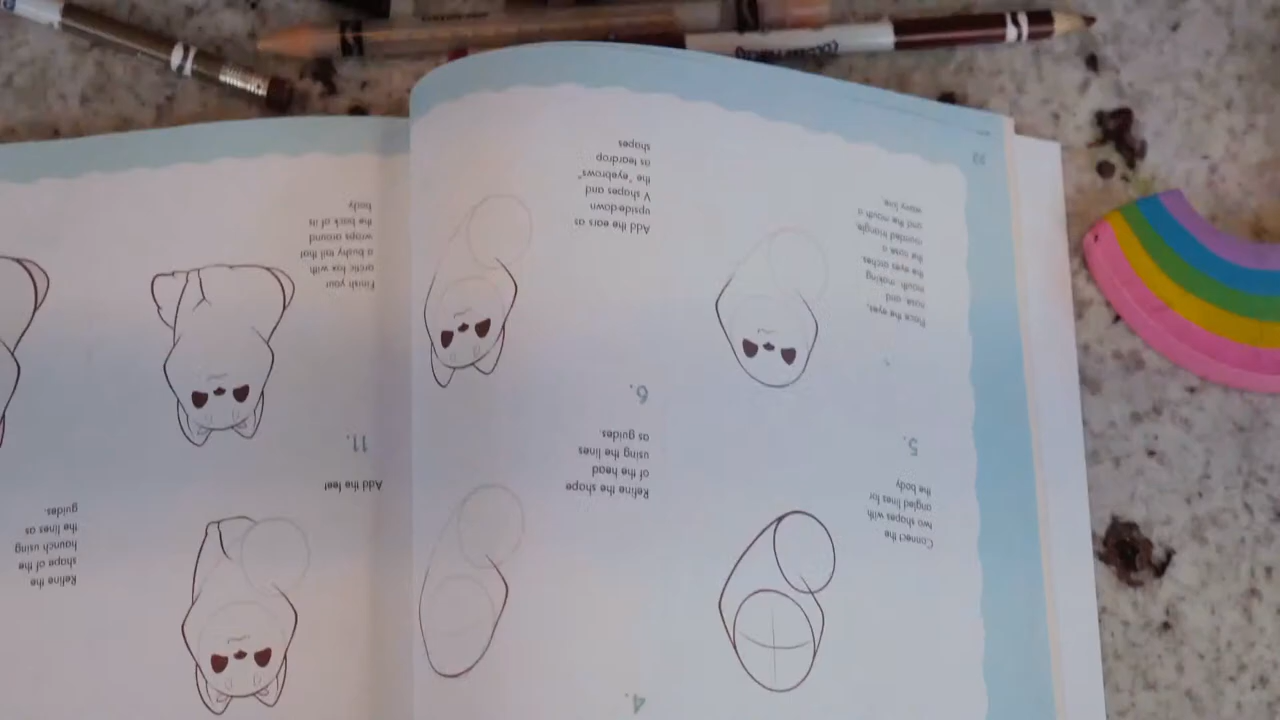 Connect the
two shapes with
angled lines for
the body
4.
Refine the shape
of the head
using the lines
as guides.
5.
Place the eyes,
nose, and
mouth, making
the eyes arches,
the nose a
rounded triangle,
and the mouth a
wavy line.
6.
Add the ears as
upside-down
V shapes and
the "eyebrows"
as teardrop
shapes
Add the feet
Refine the
shape of the
haunch using
the lines as
guides.
11.
Finish your
arctic fox with
a bushy tail that
wraps around
the back of its
body